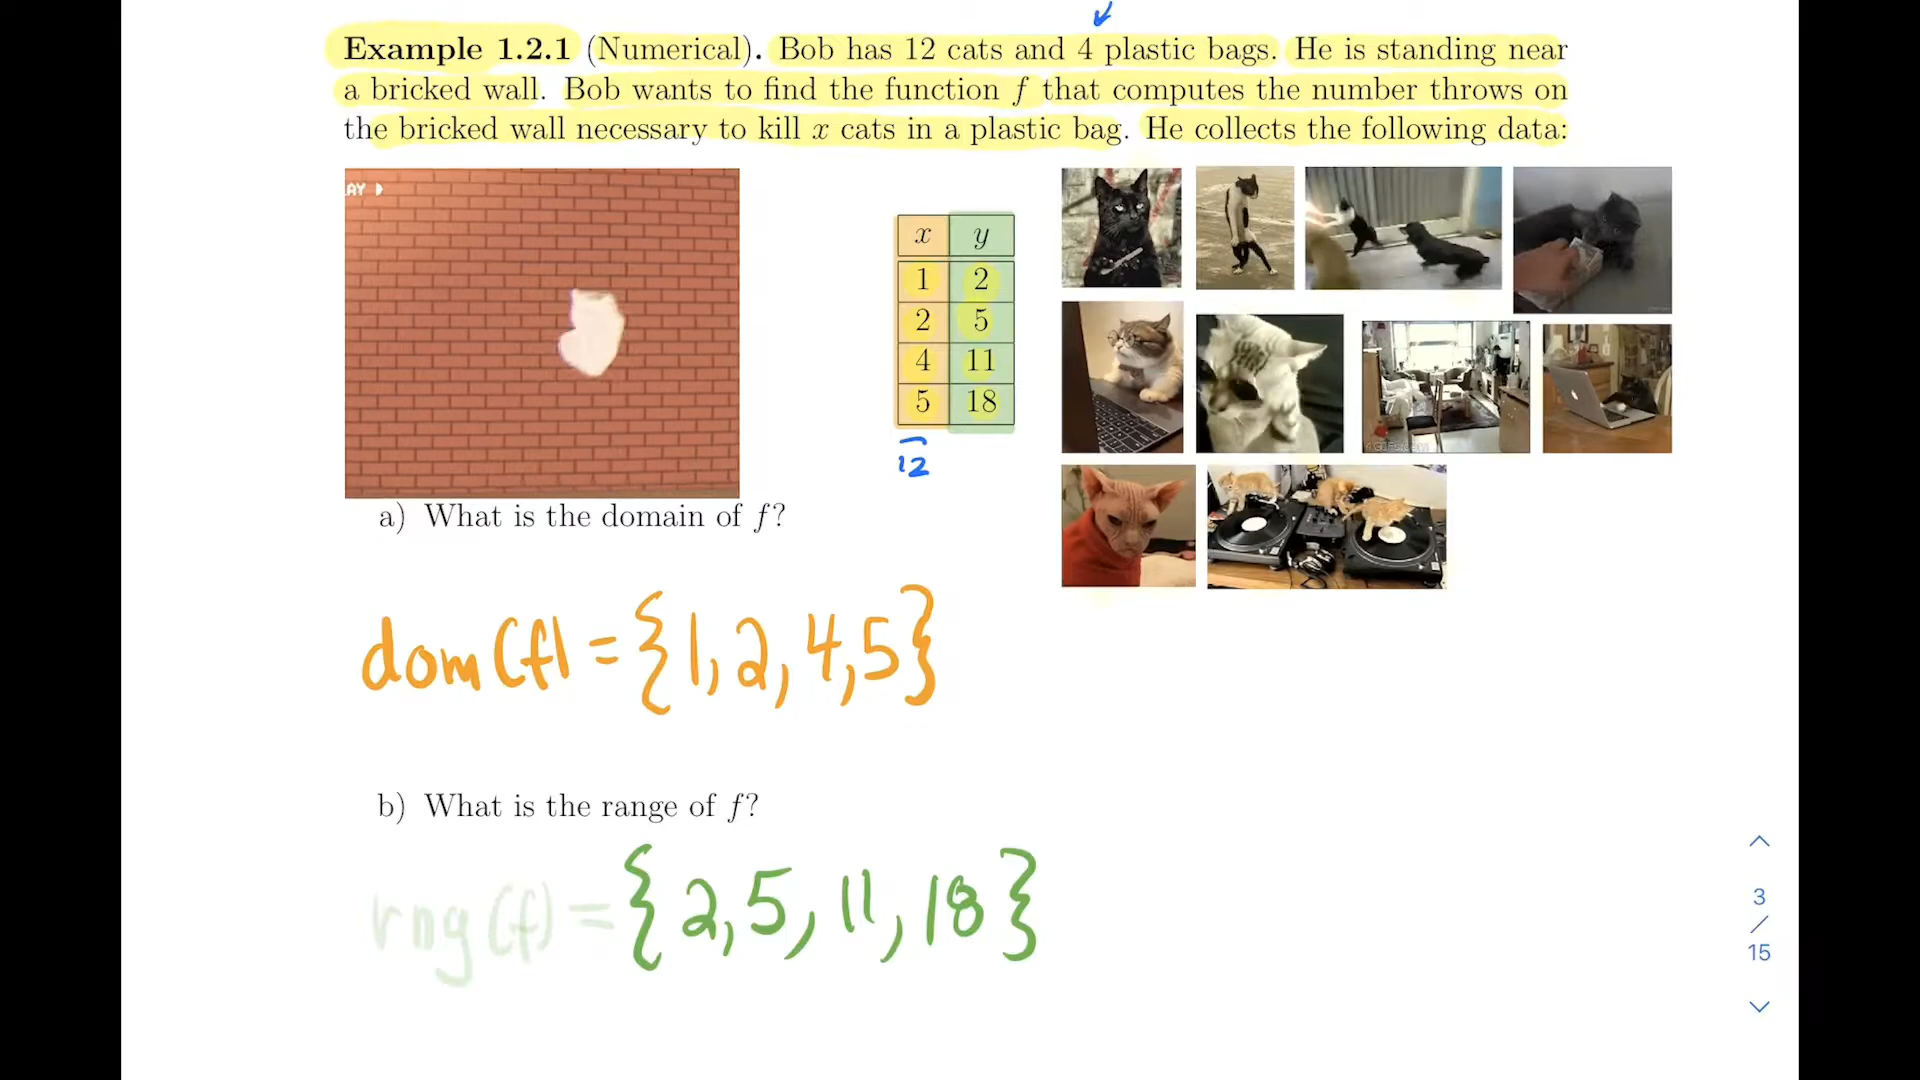 Example 1.2.1 (Numerical). Bob has 12 cats and 4 plastic bags. He is standing near
a bricked wall. Bob wants to find the function f that computes the number throws on
the bricked wall necessary to kill x cats in a plastic bag. He collects the following data:
AY
x y
1 2
2 5
4 11
5 18
12
a) What is the domain of f?
dom(f) = {1, 2, 4, 5}
b) What is the range of f?
rng(f) = {2, 5, 11, 18}
3
/
15